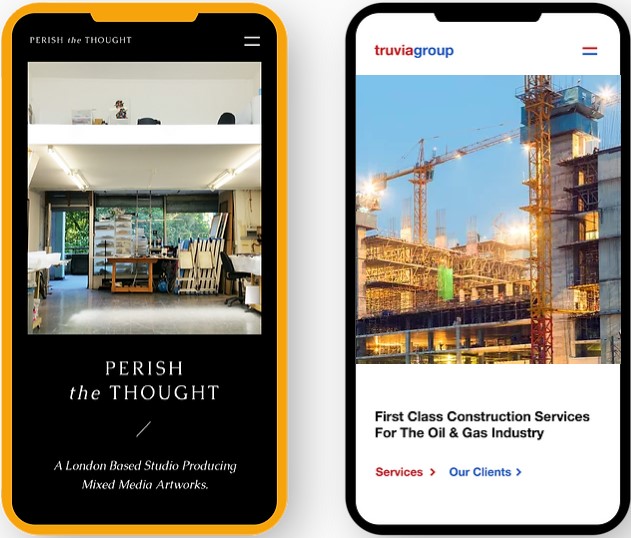 PERISH the THOUGHT
PERISH
the THOUGHT
A London Based Studio Producing
Mixed Media Artworks.
truviagroup
First Class Construction Services
For The Oil & Gas Industry
Services
Our Clients